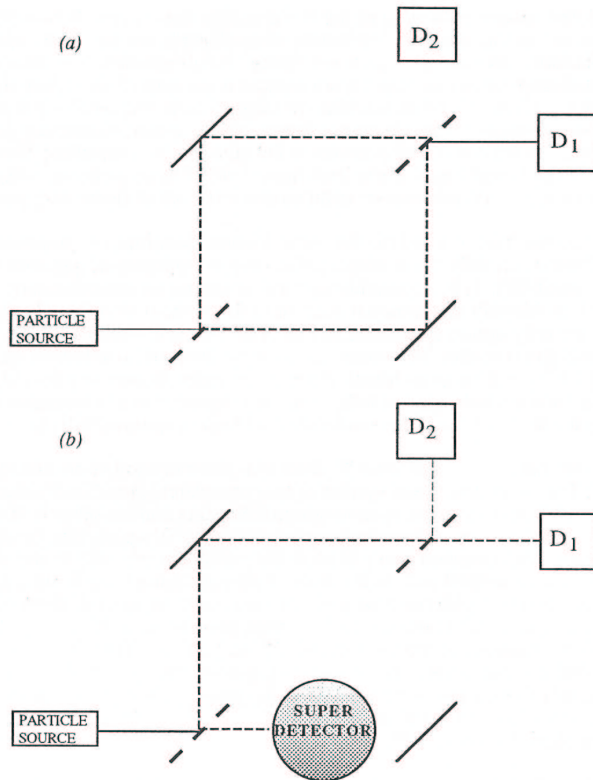 (a)
D2
D1
PARTICLE
SOURCE
(b)
D2
D1
SUPER
DETECTOR
PARTICLE
SOURCE